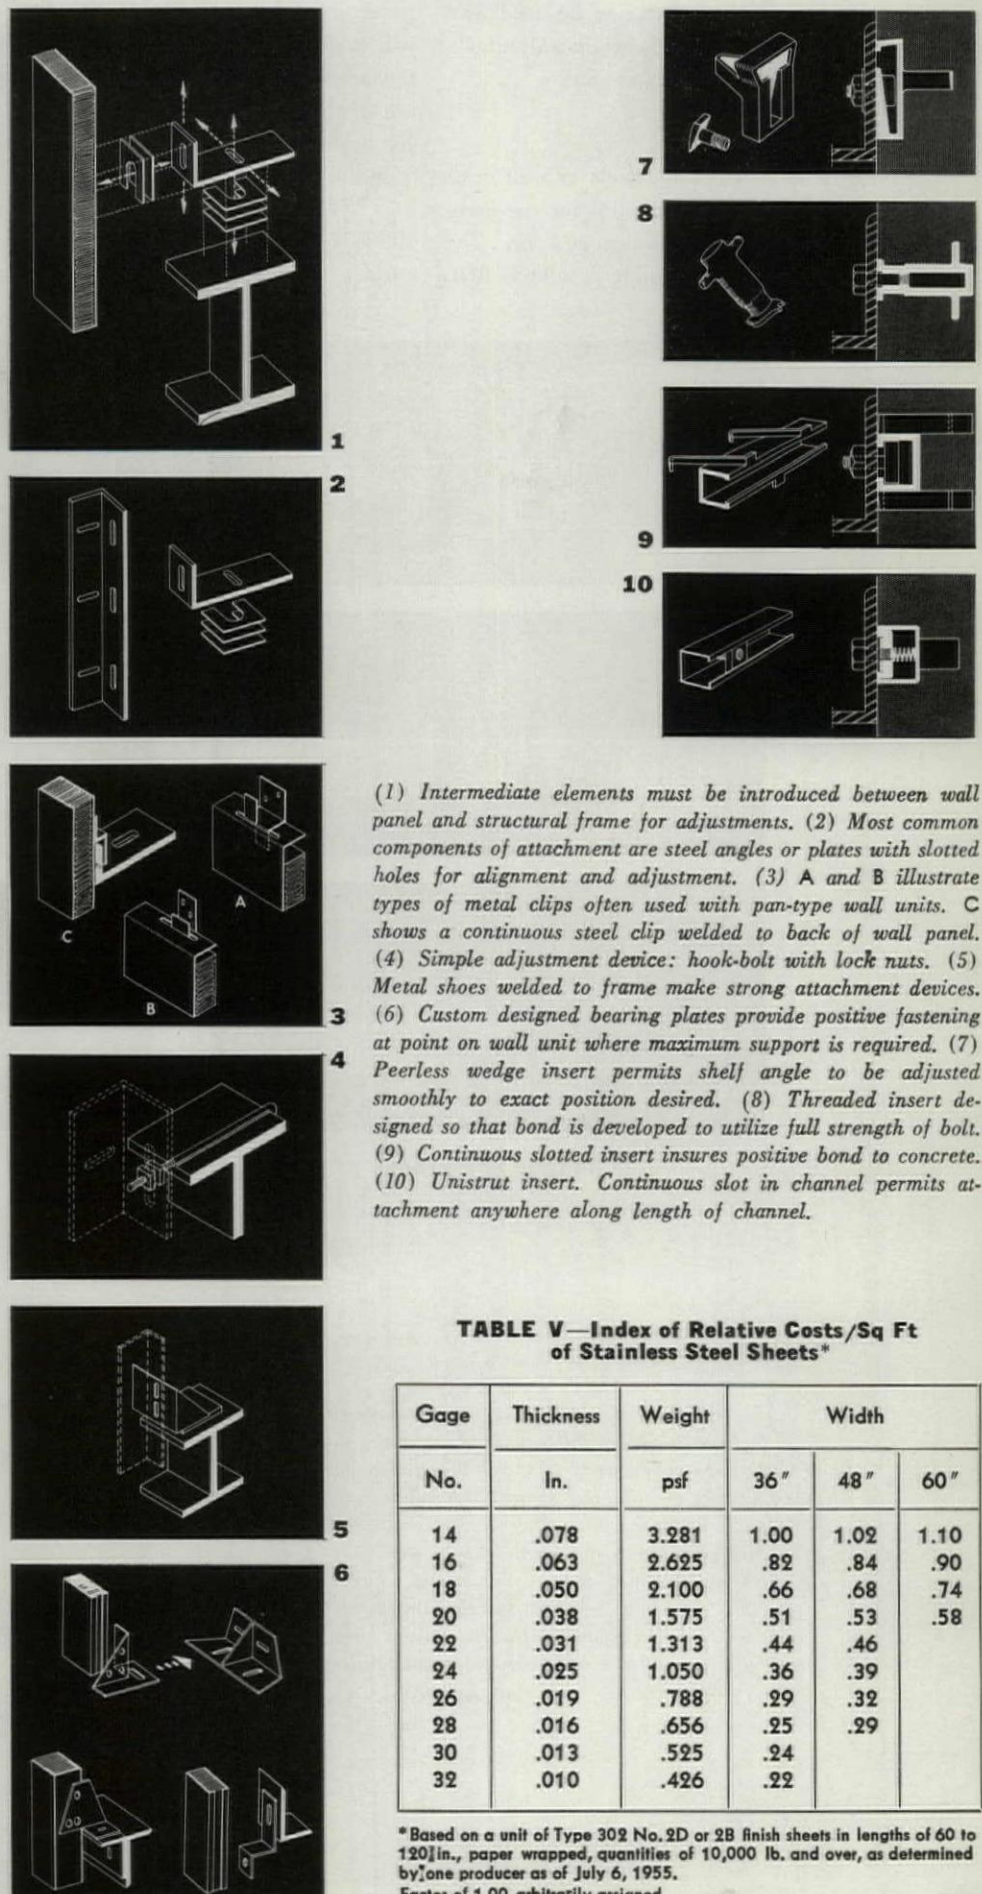 1
2
A
C
B
3
4
5
6
7
8
9
10
(1) Intermediate elements must be introduced between wall
panel and structural frame for adjustments. (2) Most common
components of attachment are steel angles or plates with slotted
holes for alignment and adjustment. (3) A and B illustrate
types of metal clips often used with pan-type wall units. C
shows a continuous steel clip welded to back of wall panel.
(4) Simple adjustment device: hook-bolt with lock nuts. (5)
Metal shoes welded to frame make strong attachment devices.
(6) Custom designed bearing plates provide positive fastening
at point on wall unit where maximum support is required. (7)
Peerless wedge insert permits shelf angle to be adjusted
smoothly to exact position desired. (8) Threaded insert de-
signed so that bond is developed to utilize full strength of bolt.
(9) Continuous slotted insert insures positive bond to concrete.
(10) Unistrut insert. Continuous slot in channel permits at-
tachment anywhere along length of channel.
TABLE V—Index of Relative Costs/Sq Ft
of Stainless Steel Sheets*
Gage Thickness Weight Width
No. In. psf 36" 48" 60"
14 .078 3.281 1.00 1.02 1.10
16 .063 2.625 .82 .84 .90
18 .050 2.100 .66 .68 .74
20 .038 1.575 .51 .53 .58
22 .031 1.313 .44 .46
24 .025 1.050 .36 .39
26 .019 .788 .29 .32
28 .016 .656 .25 .29
30 .013 .525 .24
32 .010 .426 .22
*Based on a unit of Type 302 No. 2D or 2B finish sheets in lengths of 60 to
120 in., paper wrapped, quantities of 10,000 lb. and over, as determined
by one producer as of July 6, 1955.
Factor of 1.00 arbitrarily assigned